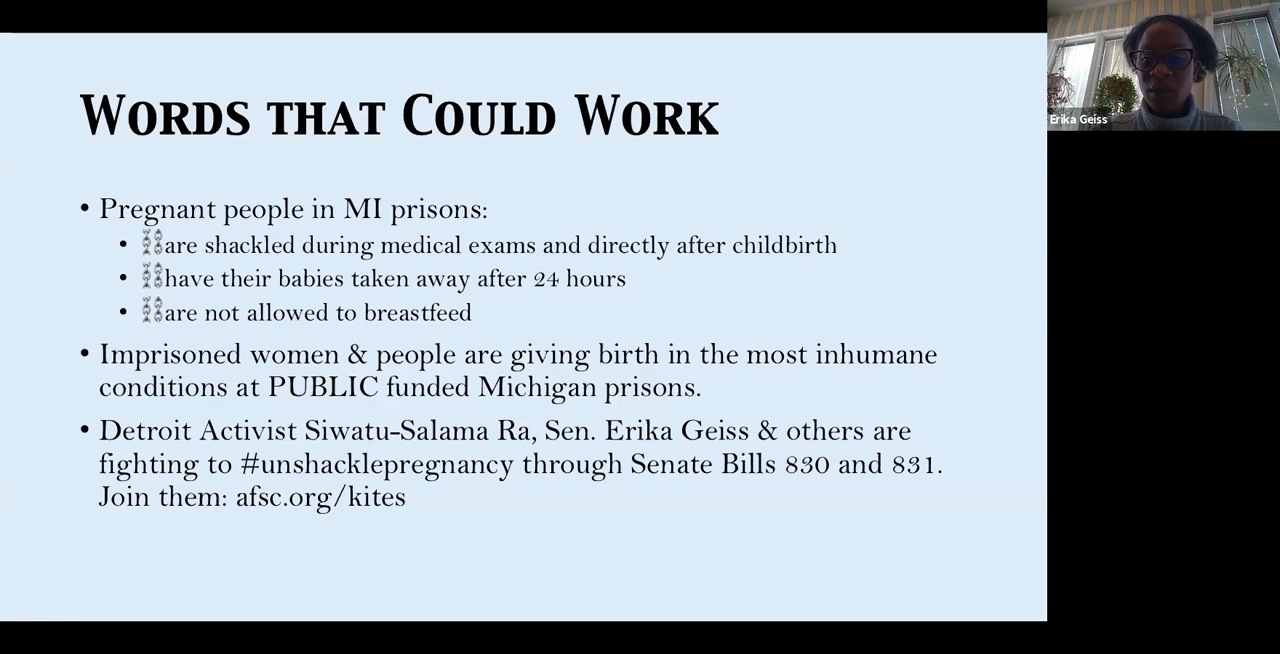 Words that Could Work
• Pregnant people in MI prisons:
• ⛓⛓are shackled during medical exams and directly after childbirth
• ⛓⛓have their babies taken away after 24 hours
• ⛓⛓are not allowed to breastfeed
• Imprisoned women & people are giving birth in the most inhumane
conditions at PUBLIC funded Michigan prisons.
• Detroit Activist Siwatu-Salama Ra, Sen. Erika Geiss & others are
fighting to #unshacklepregnancy through Senate Bills 830 and 831.
Join them: afsc.org/kites
Erika Geiss